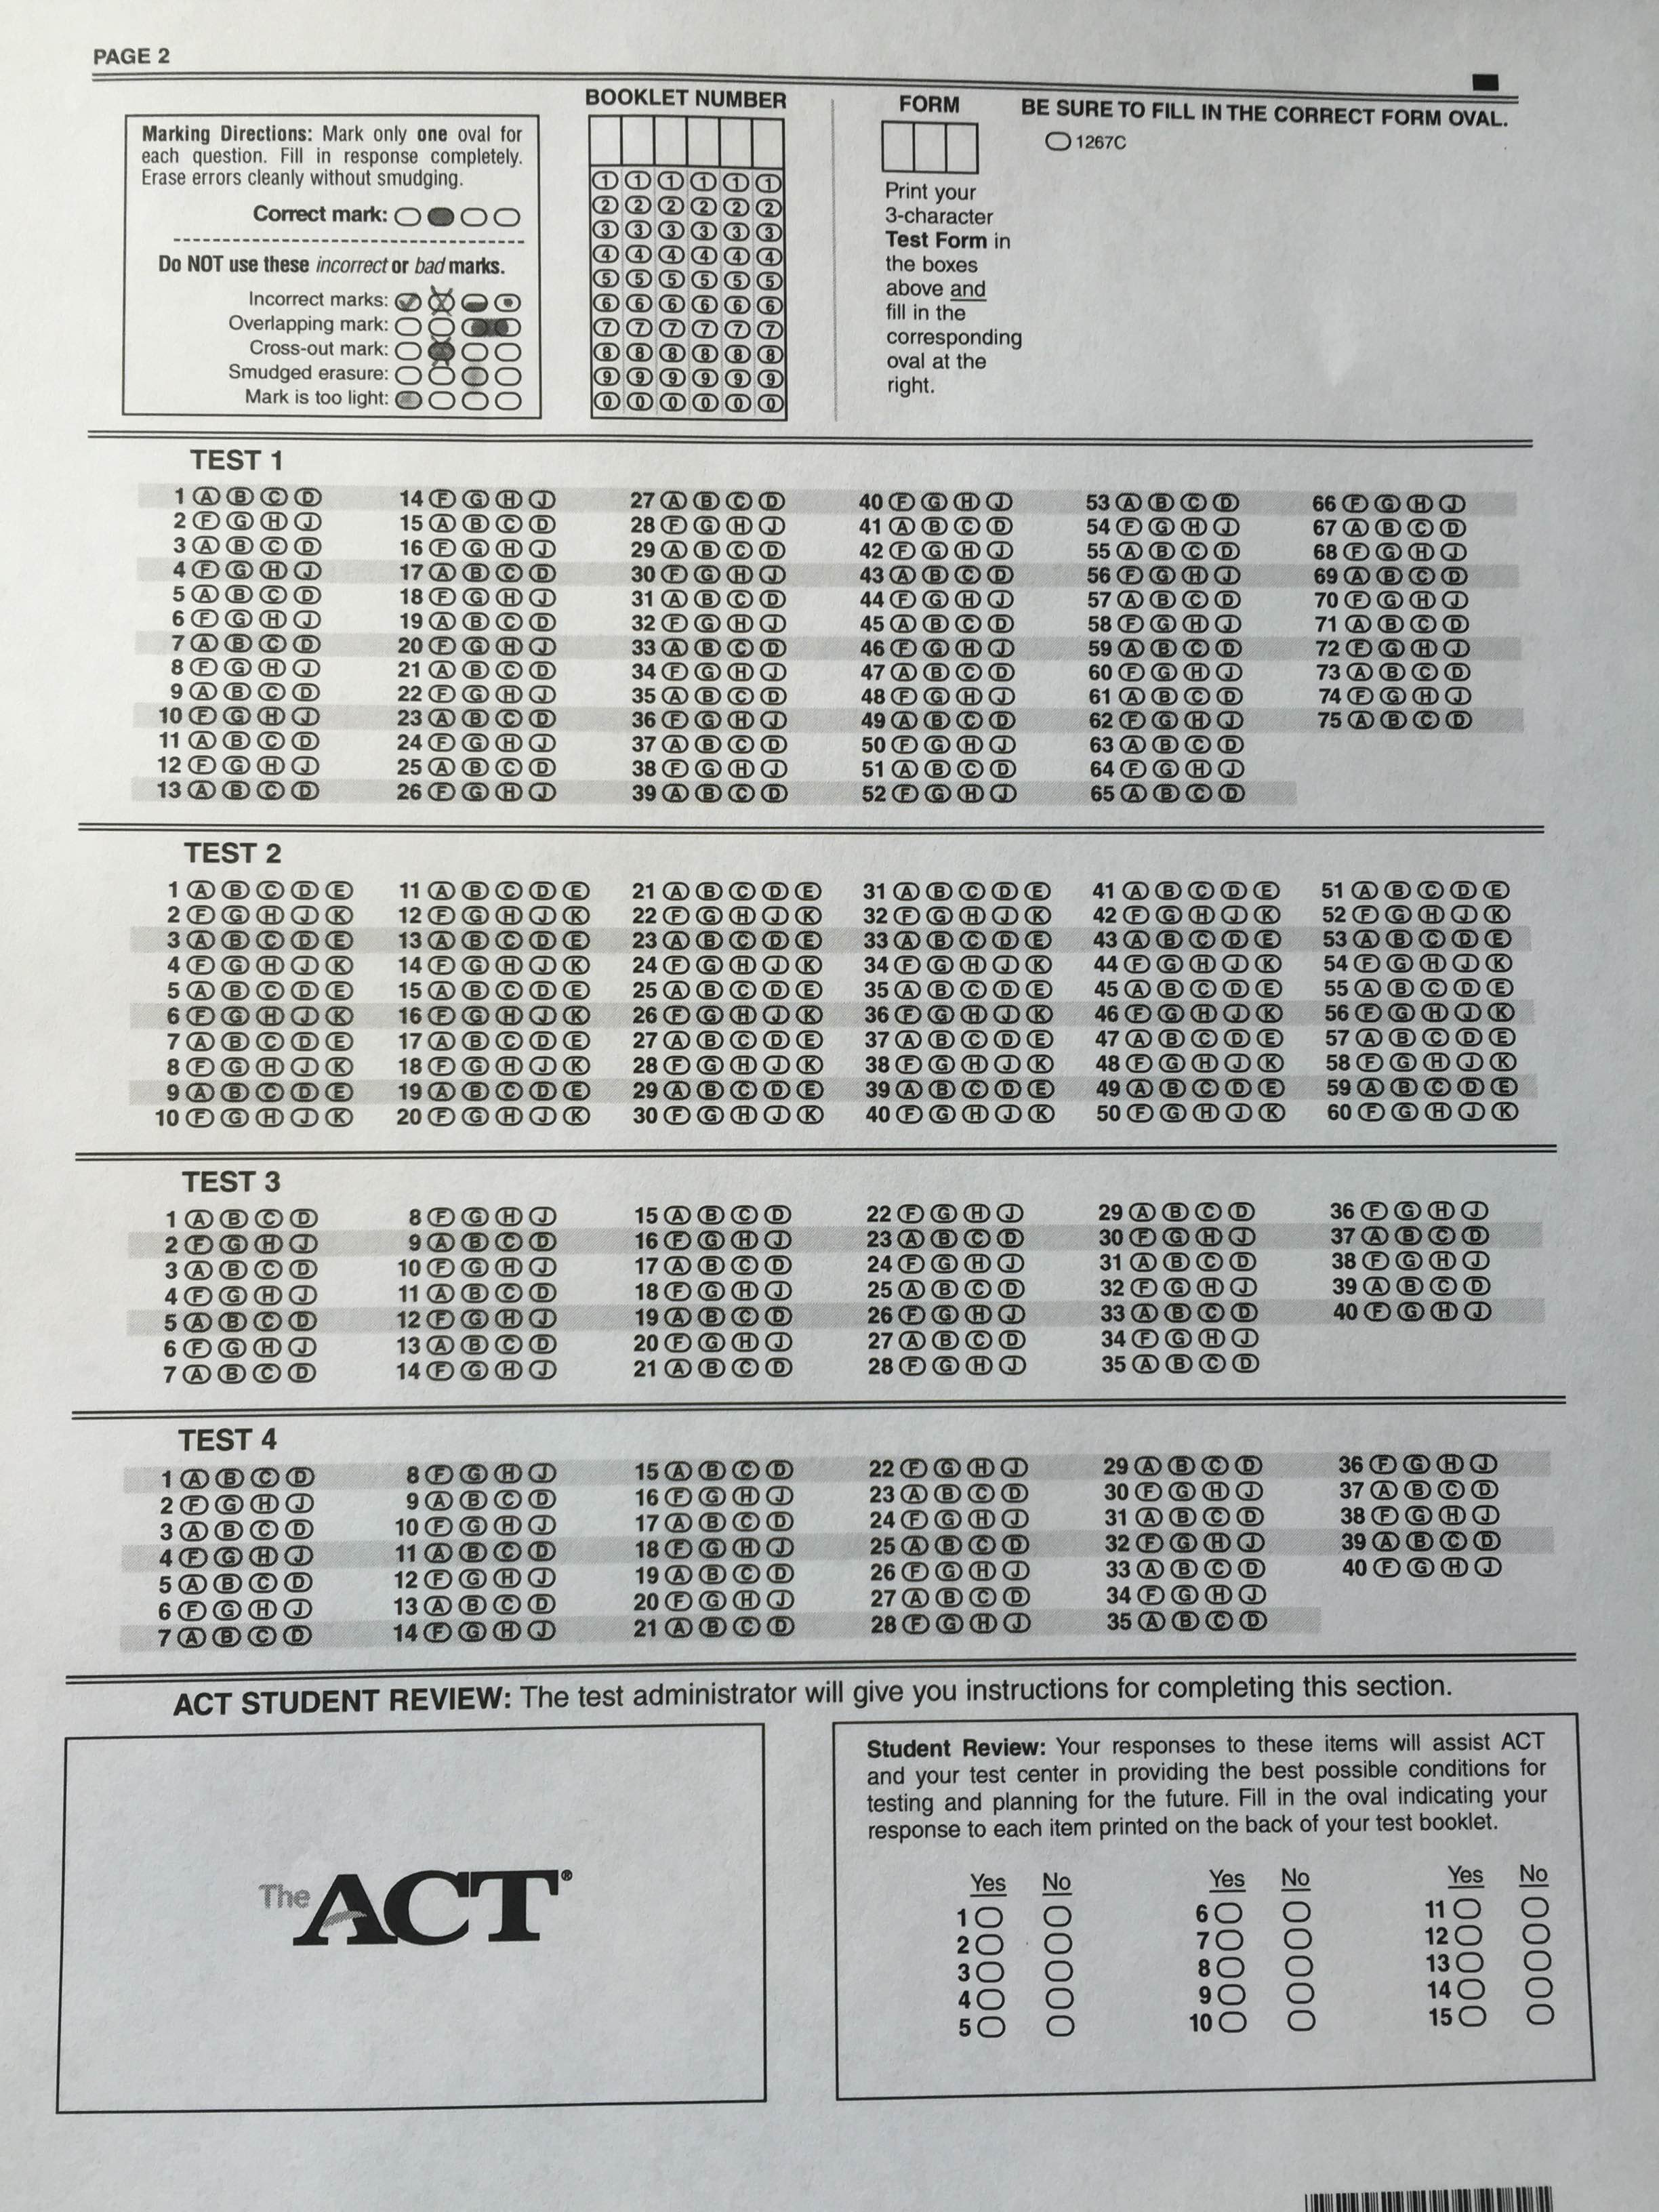 PAGE 2
BOOKLET NUMBER
FORM
BE SURE TO FILL IN THE CORRECT FORM OVAL.
1267C
Marking Directions: Mark only one oval for
each question. Fill in response completely.
Erase errors cleanly without smudging.
Correct mark:
Do NOT use these incorrect or bad marks.
Incorrect marks:
Overlapping mark:
Cross-out mark:
Smudged erasure:
Mark is too light:
1 1 1 1 1 1
2 2 2 2 2 2
3 3 3 3 3 3
4 4 4 4 4 4
5 5 5 5 5 5
6 6 6 6 6 6
7 7 7 7 7 7
8 8 8 8 8 8
9 9 9 9 9 9
0 0 0 0 0 0
Print your
3-character
Test Form in
the boxes
above and
fill in the
corresponding
oval at the
right.
TEST 1
1 A B C D 14 F G H J 27 A B C D 40 F G H J 53 A B C D 66 F G H J
2 F G H J 15 A B C D 28 F G H J 41 A B C D 54 F G H J 67 A B C D
3 A B C D 16 F G H J 29 A B C D 42 F G H J 55 A B C D 68 F G H J
4 F G H J 17 A B C D 30 F G H J 43 A B C D 56 F G H J 69 A B C D
5 A B C D 18 F G H J 31 A B C D 44 F G H J 57 A B C D 70 F G H J
6 F G H J 19 A B C D 32 F G H J 45 A B C D 58 F G H J 71 A B C D
7 A B C D 20 F G H J 33 A B C D 46 F G H J 59 A B C D 72 F G H J
8 F G H J 21 A B C D 34 F G H J 47 A B C D 60 F G H J 73 A B C D
9 A B C D 22 F G H J 35 A B C D 48 F G H J 61 A B C D 74 F G H J
10 F G H J 23 A B C D 36 F G H J 49 A B C D 62 F G H J 75 A B C D
11 A B C D 24 F G H J 37 A B C D 50 F G H J 63 A B C D
12 F G H J 25 A B C D 38 F G H J 51 A B C D 64 F G H J
13 A B C D 26 F G H J 39 A B C D 52 F G H J 65 A B C D
TEST 2
1 A B C D E 11 A B C D E 21 A B C D E 31 A B C D E 41 A B C D E 51 A B C D E
2 F G H J K 12 F G H J K 22 F G H J K 32 F G H J K 42 F G H J K 52 F G H J K
3 A B C D E 13 A B C D E 23 A B C D E 33 A B C D E 43 A B C D E 53 A B C D E
4 F G H J K 14 F G H J K 24 F G H J K 34 F G H J K 44 F G H J K 54 F G H J K
5 A B C D E 15 A B C D E 25 A B C D E 35 A B C D E 45 A B C D E 55 A B C D E
6 F G H J K 16 F G H J K 26 F G H J K 36 F G H J K 46 F G H J K 56 F G H J K
7 A B C D E 17 A B C D E 27 A B C D E 37 A B C D E 47 A B C D E 57 A B C D E
8 F G H J K 18 F G H J K 28 F G H J K 38 F G H J K 48 F G H J K 58 F G H J K
9 A B C D E 19 A B C D E 29 A B C D E 39 A B C D E 49 A B C D E 59 A B C D E
10 F G H J K 20 F G H J K 30 F G H J K 40 F G H J K 50 F G H J K 60 F G H J K
TEST 3
1 A B C D 8 F G H J 15 A B C D 22 F G H J 29 A B C D 36 F G H J
2 F G H J 9 A B C D 16 F G H J 23 A B C D 30 F G H J 37 A B C D
3 A B C D 10 F G H J 17 A B C D 24 F G H J 31 A B C D 38 F G H J
4 F G H J 11 A B C D 18 F G H J 25 A B C D 32 F G H J 39 A B C D
5 A B C D 12 F G H J 19 A B C D 26 F G H J 33 A B C D 40 F G H J
6 F G H J 13 A B C D 20 F G H J 27 A B C D 34 F G H J
7 A B C D 14 F G H J 21 A B C D 28 F G H J 35 A B C D
TEST 4
1 A B C D 8 F G H J 15 A B C D 22 F G H J 29 A B C D 36 F G H J
2 F G H J 9 A B C D 16 F G H J 23 A B C D 30 F G H J 37 A B C D
3 A B C D 10 F G H J 17 A B C D 24 F G H J 31 A B C D 38 F G H J
4 F G H J 11 A B C D 18 F G H J 25 A B C D 32 F G H J 39 A B C D
5 A B C D 12 F G H J 19 A B C D 26 F G H J 33 A B C D 40 F G H J
6 F G H J 13 A B C D 20 F G H J 27 A B C D 34 F G H J
7 A B C D 14 F G H J 21 A B C D 28 F G H J 35 A B C D
ACT STUDENT REVIEW: The test administrator will give you instructions for completing this section.
The ACT®
Student Review: Your responses to these items will assist ACT
and your test center in providing the best possible conditions for
testing and planning for the future. Fill in the oval indicating your
response to each item printed on the back of your test booklet.
Yes No Yes No Yes No
1 6 11
2 7 12
3 8 13
4 9 14
5 10 15